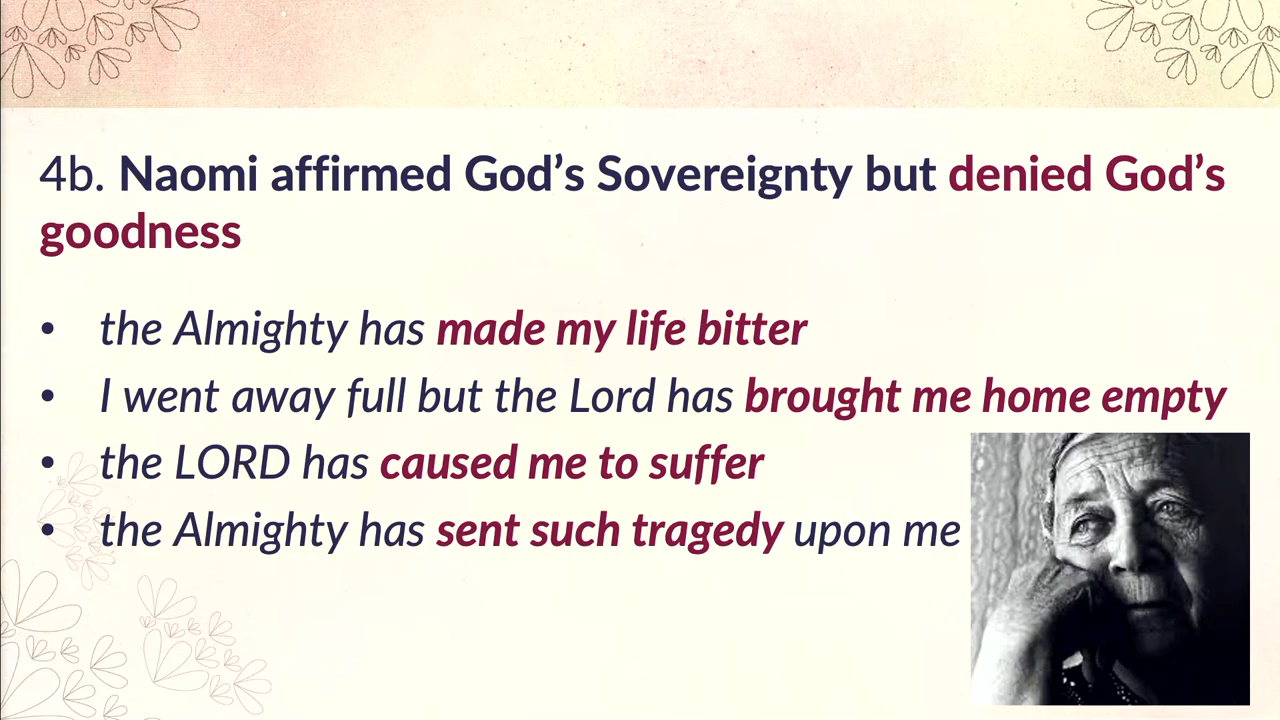 4b. Naomi affirmed God’s Sovereignty but denied God’s
goodness
• the Almighty has made my life bitter
• I went away full but the Lord has brought me home empty
• the LORD has caused me to suffer
• the Almighty has sent such tragedy upon me